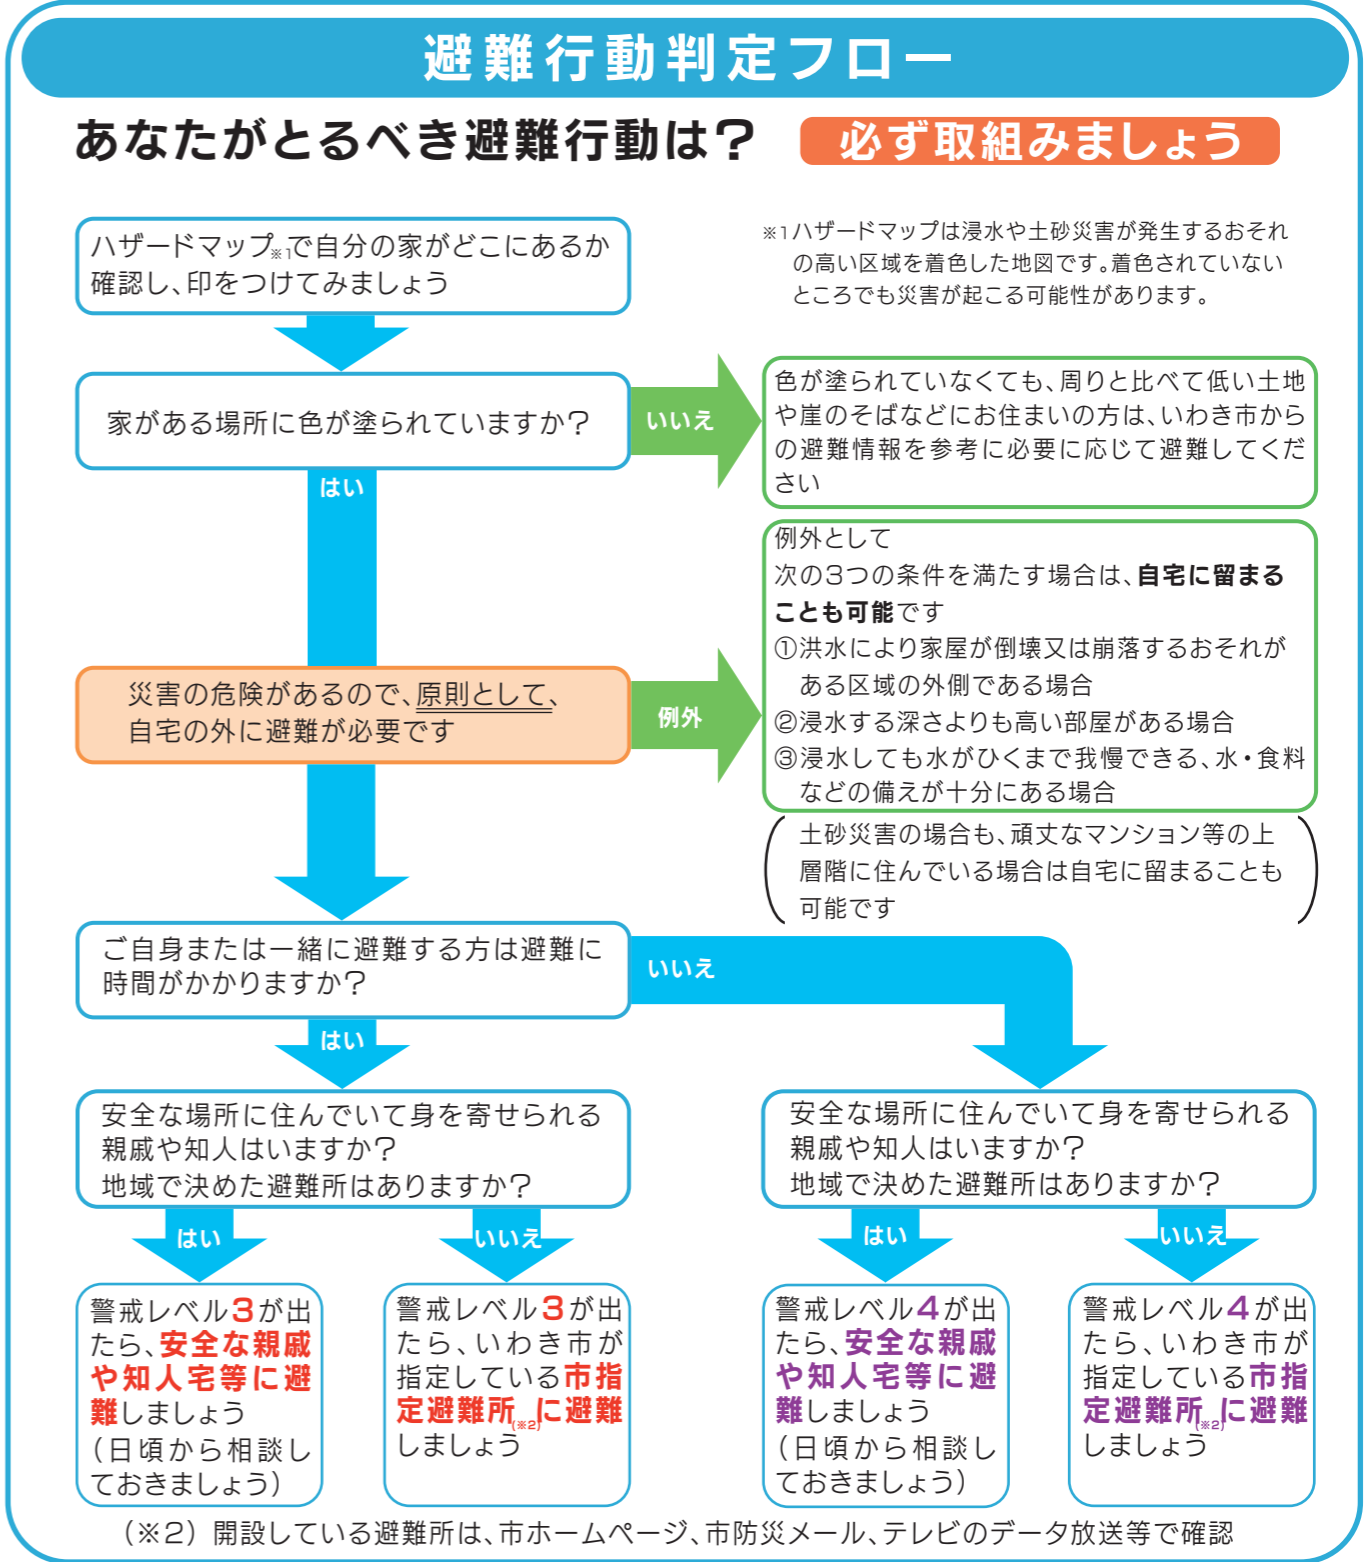 避難行動判定フロー
あなたがとるべき避難行動は?
必ず取組みましょう
ハザードマップ※1で自分の家がどこにあるか
確認し、印をつけてみましょう
※1ハザードマップは浸水や土砂災害が発生するおそれ
の高い区域を着色した地図です。着色されていない
ところでも災害が起こる可能性があります。
家がある場所に色が塗られていますか?
いいえ
色が塗られていなくても、周りと比べて低い土地
や崖のそばなどにお住まいの方は、いわき市から
の避難情報を参考に必要に応じて避難してくだ
さい
はい
災害の危険があるので、原則として、
自宅の外に避難が必要です
例外
例外として
次の3つの条件を満たす場合は、自宅に留まる
ことも可能です
①洪水により家屋が倒壊又は崩落するおそれが
ある区域の外側である場合
②浸水する深さよりも高い部屋がある場合
③浸水しても水がひくまで我慢できる、水・食料
などの備えが十分にある場合
土砂災害の場合も、頑丈なマンション等の上
層階に住んでいる場合は自宅に留まることも
可能です
ご自身または一緒に避難する方は避難に
時間がかかりますか?
いいえ
はい
安全な場所に住んでいて身を寄せられる
親戚や知人はいますか?
地域で決めた避難所はありますか?
安全な場所に住んでいて身を寄せられる
親戚や知人はいますか?
地域で決めた避難所はありますか?
はい
いいえ
はい
いいえ
警戒レベル3が出
たら、安全な親戚
や知人宅等に避
難しましょう
(日頃から相談し
ておきましょう)
警戒レベル3が出
たら、いわき市が
指定している市指
定避難所(※2)に避難
しましょう
警戒レベル4が出
たら、安全な親戚
や知人宅等に避
難しましょう
(日頃から相談し
ておきましょう)
警戒レベル4が出
たら、いわき市が
指定している市指
定避難所(※2)に避難
しましょう
(※2) 開設している避難所は、市ホームページ、市防災メール、テレビのデータ放送等で確認